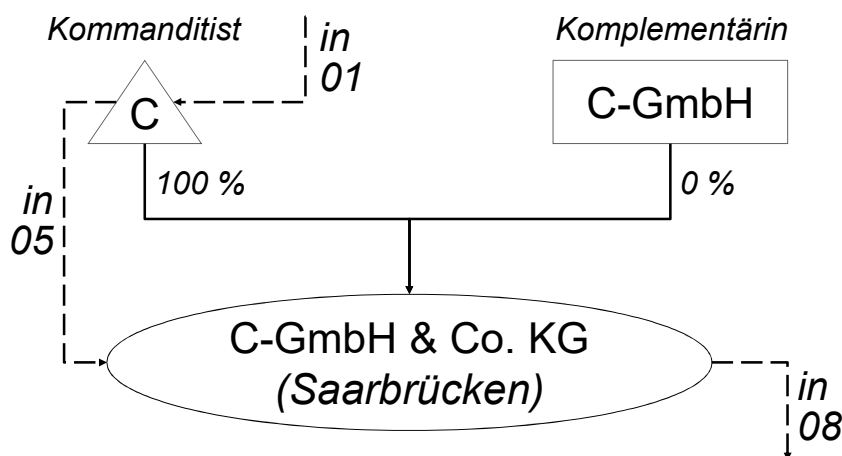 Kommanditist
in
01
Komplementärin
C
C-GmbH
100 %
0 %
in
05
C-GmbH & Co. KG
(Saarbrücken)
in
08